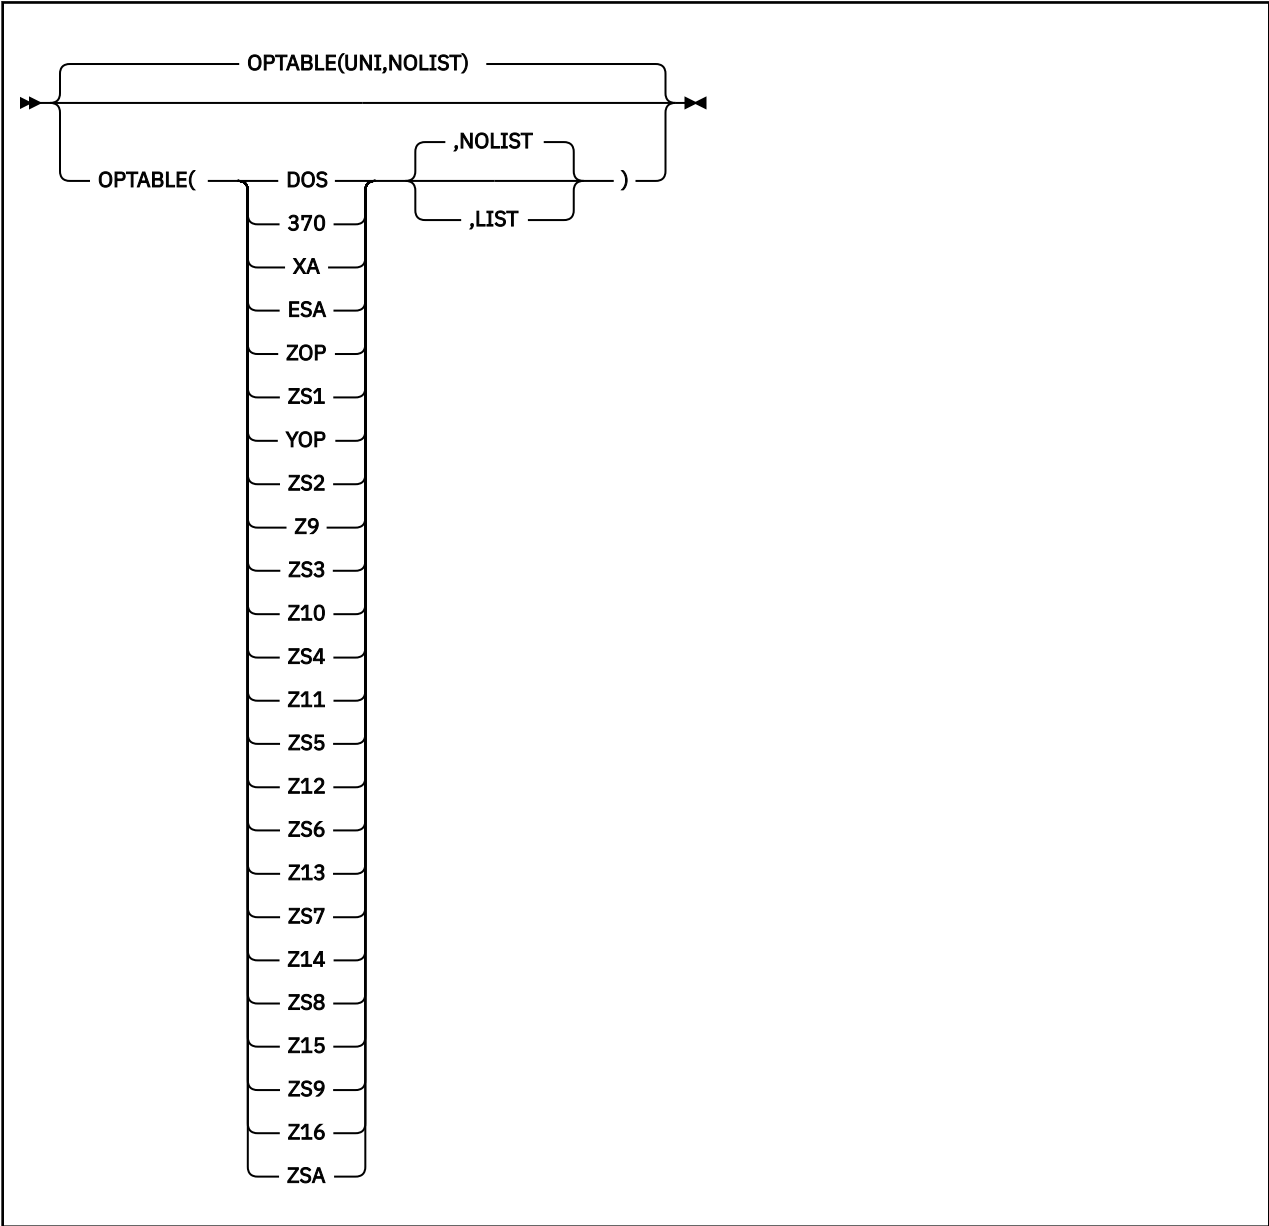 OPTABLE(UNI,NOLIST)
,NOLIST
OPTABLE( DOS )
,LIST
370
XA
ESA
ZOP
ZS1
YOP
ZS2
Z9
ZS3
Z10
ZS4
Z11
ZS5
Z12
ZS6
Z13
ZS7
Z14
ZS8
Z15
ZS9
Z16
ZSA